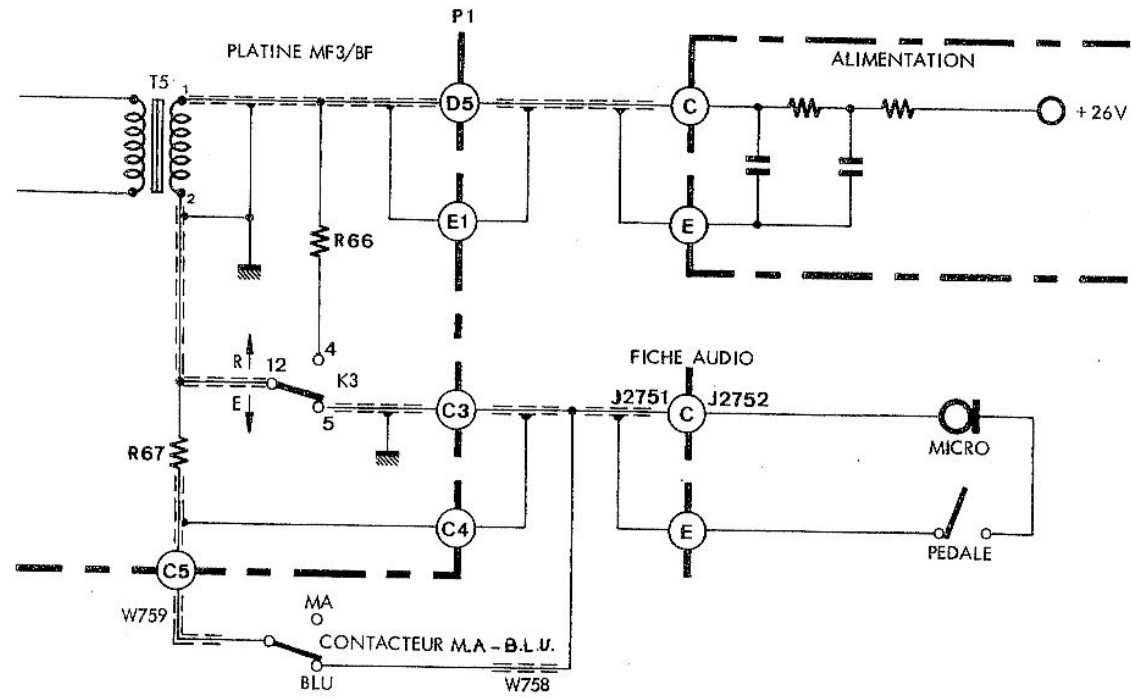 P1
PLATINE MF3/BF
ALIMENTATION
T5
1
D5
C
+26V
2
E1
E
R66
R
12
4
K3
E
5
FICHE AUDIO
J2751
J2752
C3
C
MICRO
R67
C4
E
PEDALE
C5
W759
MA
CONTACTEUR M.A - B.L.U.
BLU
W758